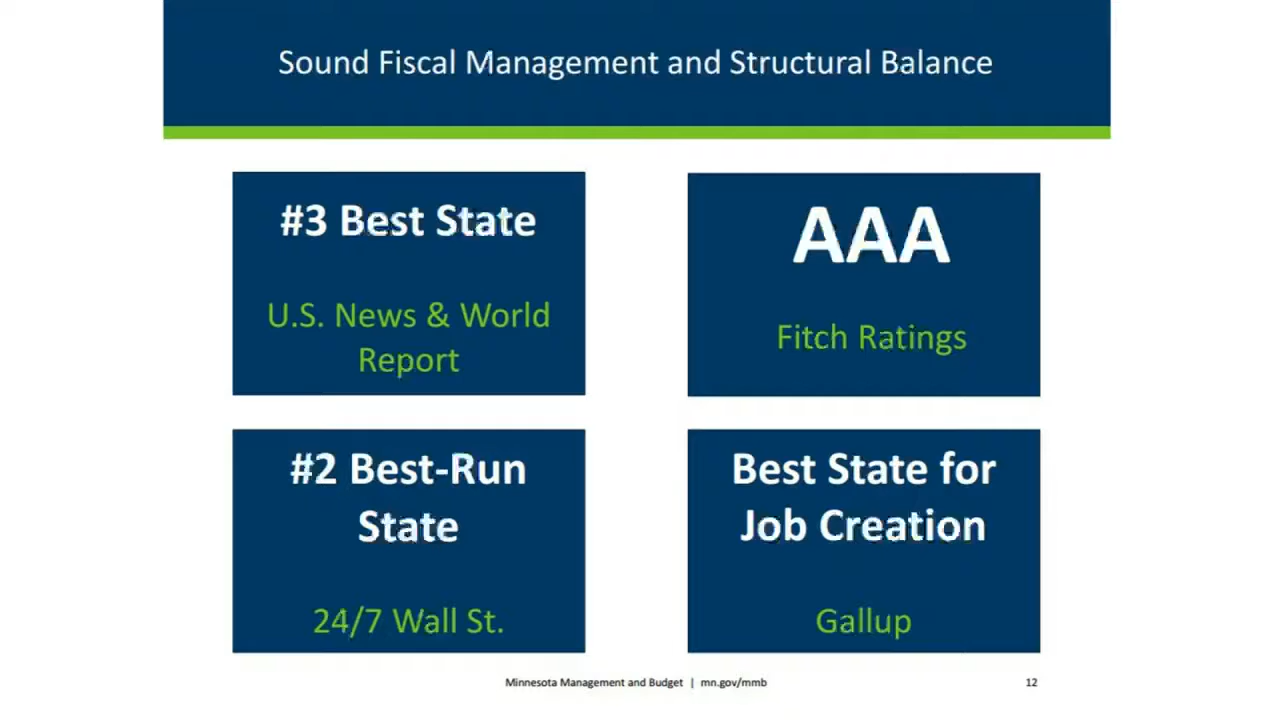 Sound Fiscal Management and Structural Balance
#3 Best State
U.S. News & World
Report
AAA
Fitch Ratings
#2 Best-Run
State
24/7 Wall St.
Best State for
Job Creation
Gallup
Minnesota Management and Budget | mn.gov/mmb
12